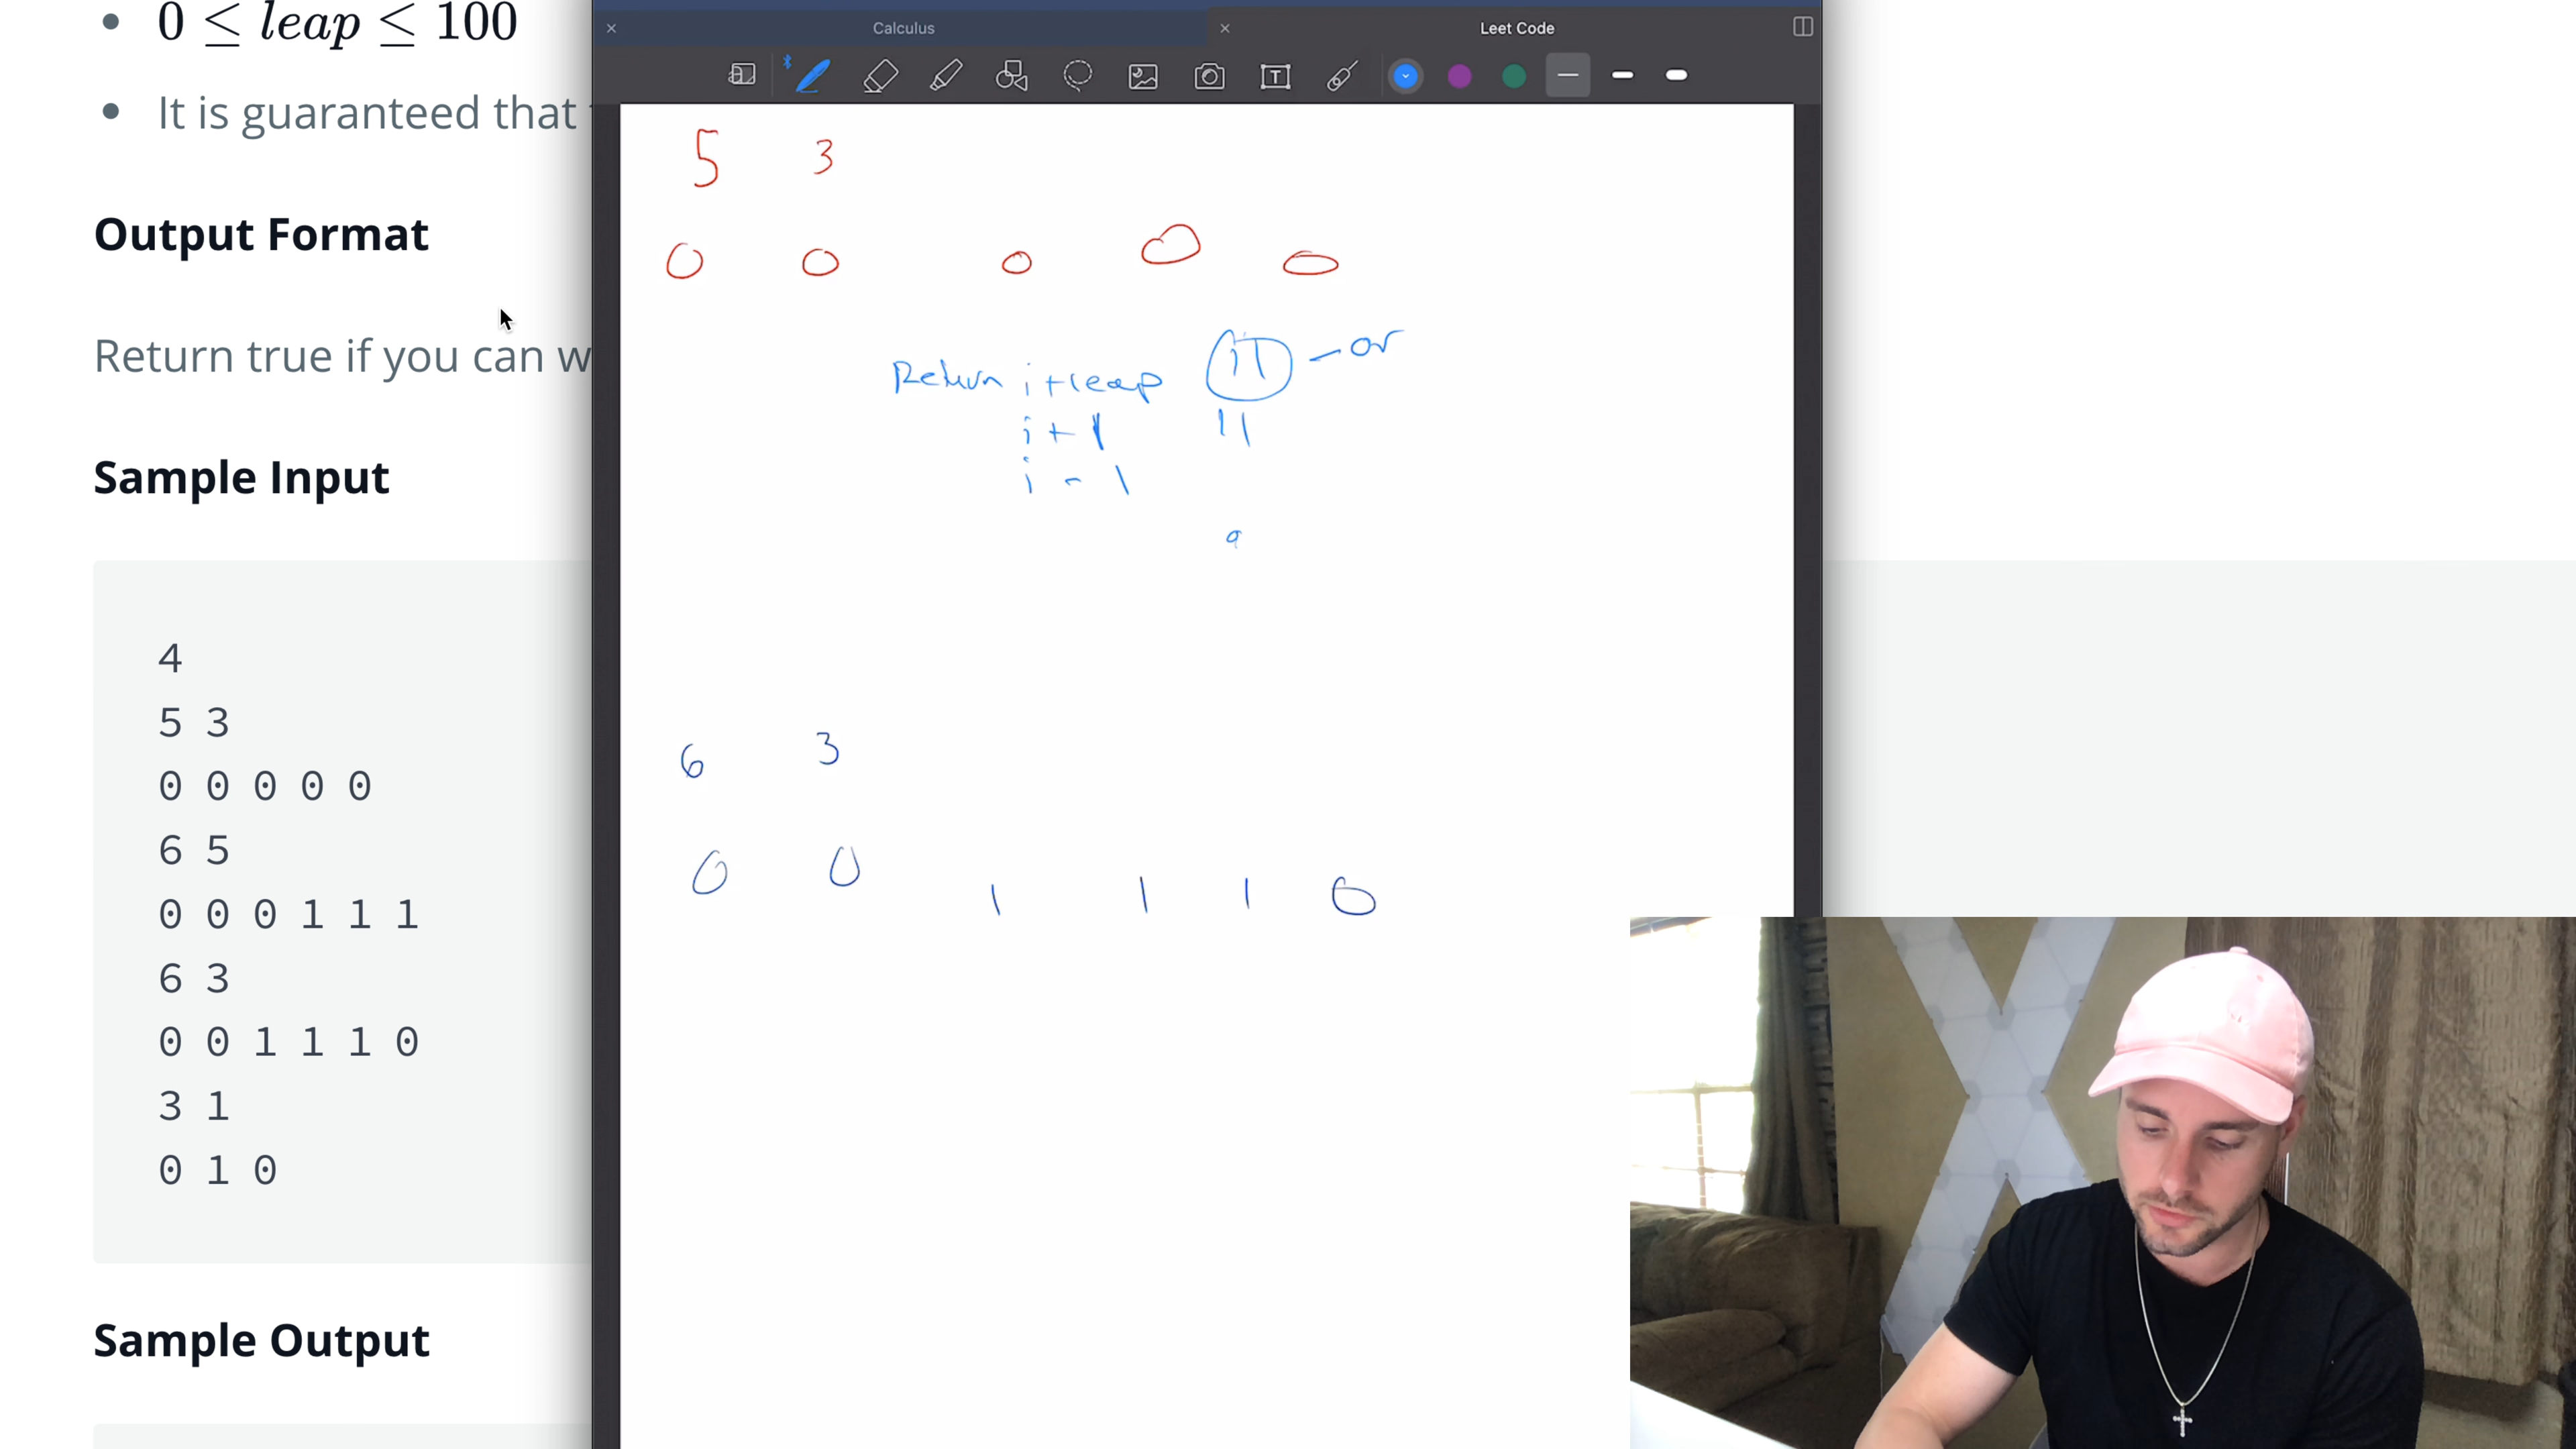 0 ≤ leap ≤ 100
It is guaranteed that
Output Format
Return true if you can w
Sample Input
4
5 3
0 0 0 0 0
6 5
0 0 0 1 1 1
6 3
0 0 1 1 1 0
3 1
0 1 0
Sample Output
Calculus
Leet Code
5 3
0 0 0 0 0
Return i + leap || - or
i + 1 ||
i - 1
6 3
0 0 1 1 1 0